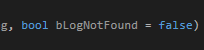 g, bool bLogNotFound = false)